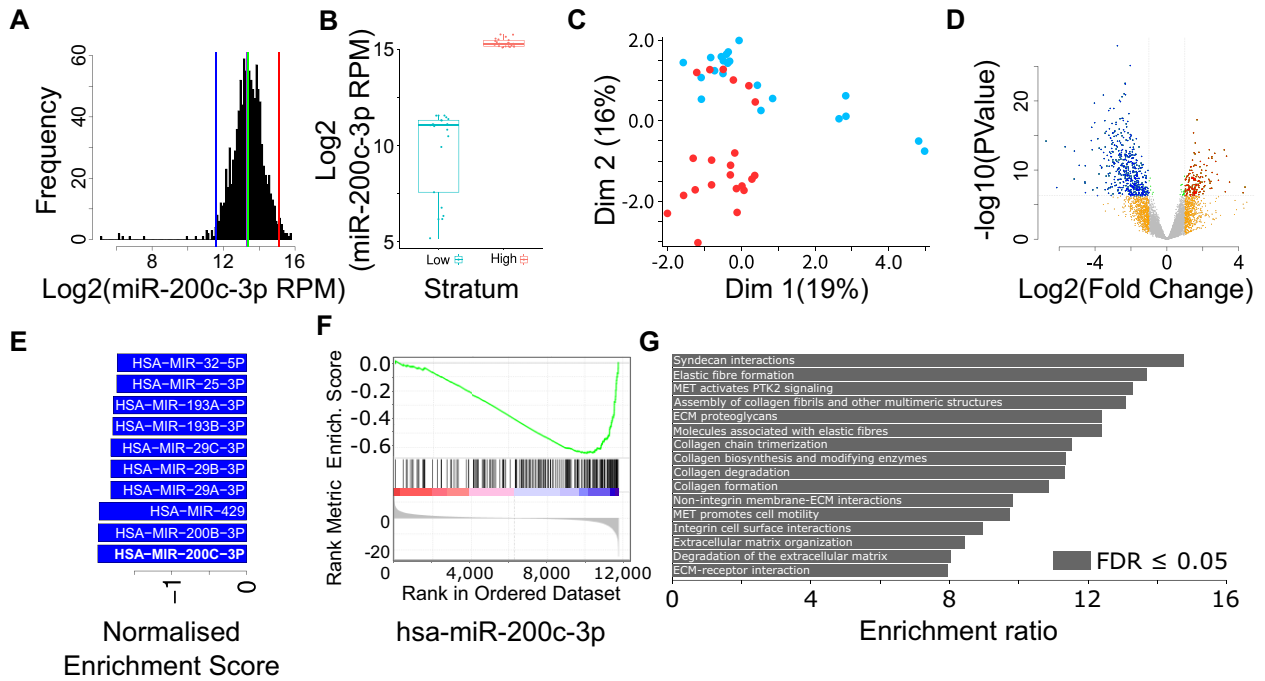 A
Frequency
0
20
40
60
8
12
16
Log2(miR-200c-3p RPM)
B
Log2
(miR-200c-3p RPM)
5
10
15
Low
High
Stratum
C
Dim 2 (16%)
2.0
0.0
-2.0
-2.0
0.0
2.0
4.0
Dim 1(19%)
D
-log10(PValue)
0
10
20
-4
0
4
Log2(Fold Change)
E
HSA−MIR−32−5P
HSA−MIR−25−3P
HSA−MIR−193A−3P
HSA−MIR−193B−3P
HSA−MIR−29C−3P
HSA−MIR−29B−3P
HSA−MIR−29A−3P
HSA−MIR−429
HSA−MIR−200B−3P
HSA−MIR−200C−3P
−1
0
Normalised
Enrichment Score
F
Rank Metric Enrich. Score
0.0
-0.2
-0.4
-0.6
0
-20
0
4,000
8,000
12,000
Rank in Ordered Dataset
hsa-miR-200c-3p
G
Syndecan interactions
Elastic fibre formation
MET activates PTK2 signaling
Assembly of collagen fibrils and other multimeric structures
ECM proteoglycans
Molecules associated with elastic fibres
Collagen chain trimerization
Collagen biosynthesis and modifying enzymes
Collagen degradation
Collagen formation
Non-integrin membrane-ECM interactions
MET promotes cell motility
Integrin cell surface interactions
Extracellular matrix organization
Degradation of the extracellular matrix
ECM-receptor interaction
FDR ≤ 0.05
0
4
8
12
16
Enrichment ratio